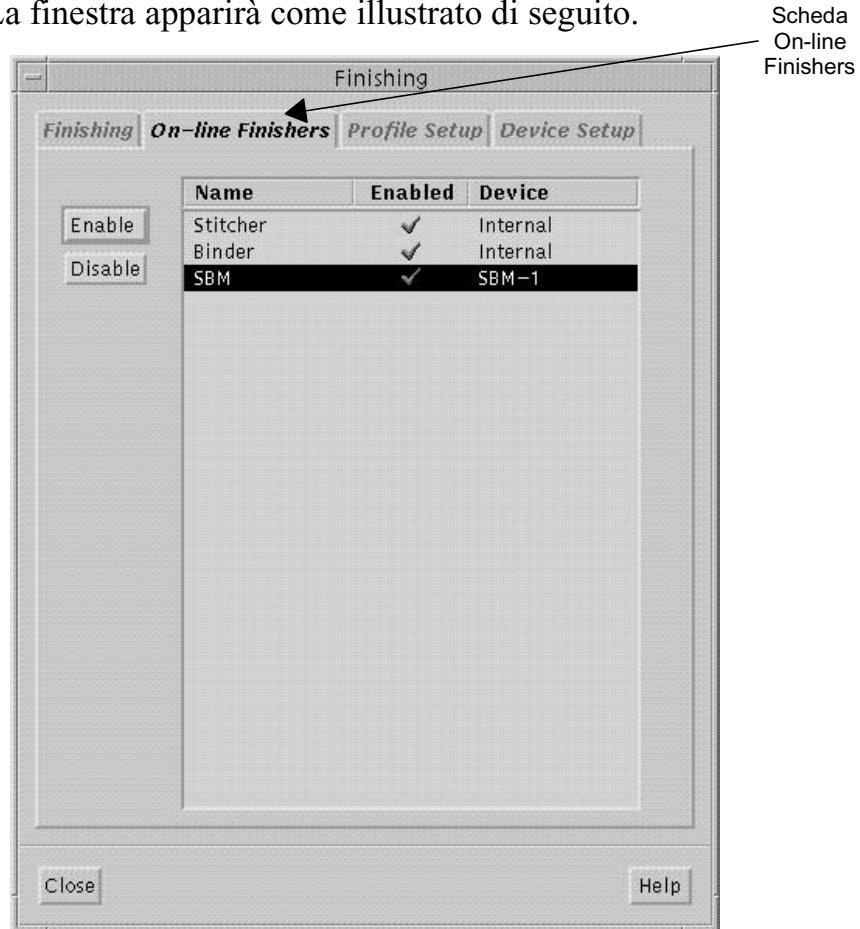 La finestra apparirà come illustrato di seguito.
Scheda
On-line
Finishers
Finishing
Finishing On-line Finishers Profile Setup Device Setup
Name Enabled Device
Enable
Disable
Stitcher Internal
Binder Internal
SBM SBM-1
Close Help